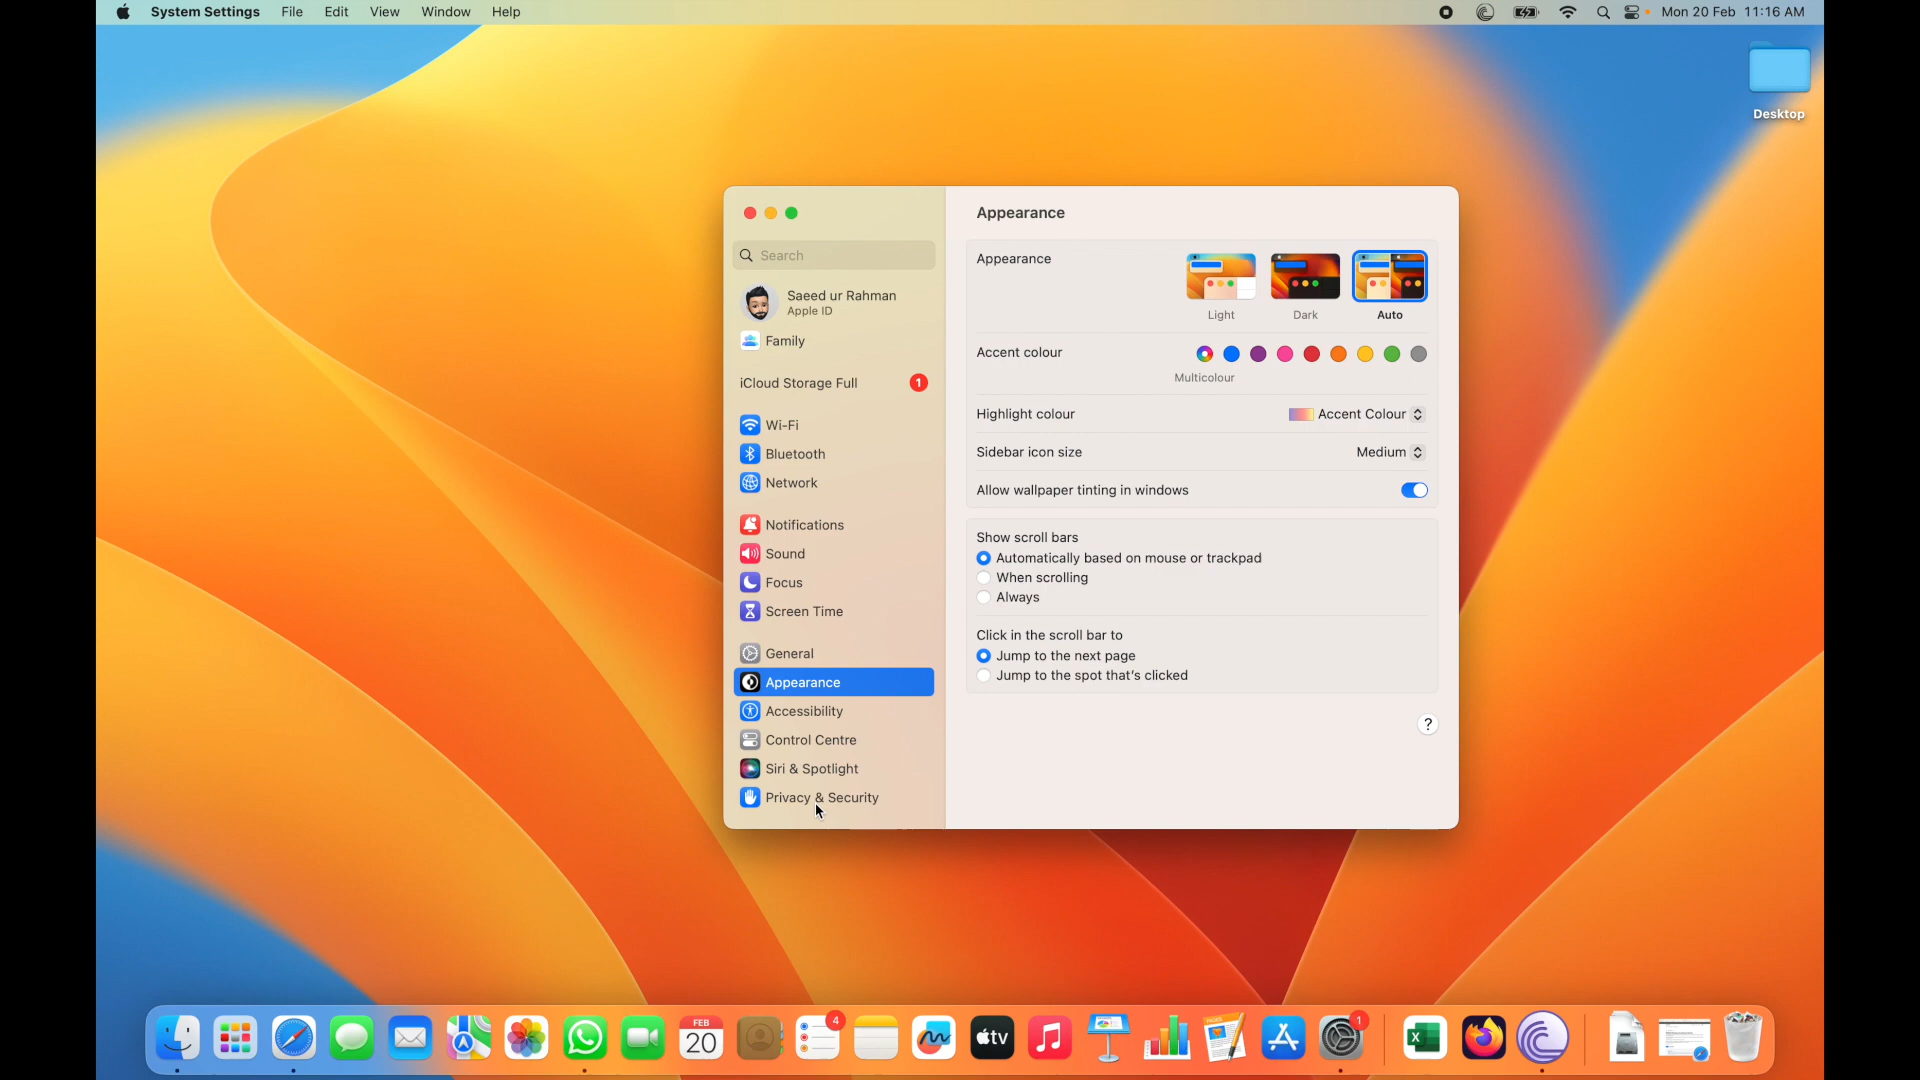 System Settings File Edit View Window Help Mon 20 Feb 11:16 AM
Desktop
Search
Saeed ur Rahman
Apple ID
Family
iCloud Storage Full 1
Wi-Fi
Bluetooth
Network
Notifications
Sound
Focus
Screen Time
General
Appearance
Accessibility
Control Centre
Siri & Spotlight
Privacy & Security
Appearance
Appearance
Light Dark Auto
Accent colour
Multicolour
Highlight colour Accent Colour
Sidebar icon size Medium
Allow wallpaper tinting in windows
Show scroll bars
Automatically based on mouse or trackpad
When scrolling
Always
Click in the scroll bar to
Jump to the next page
Jump to the spot that's clicked
?
FEB
20
4
tv
PAGES
1
X